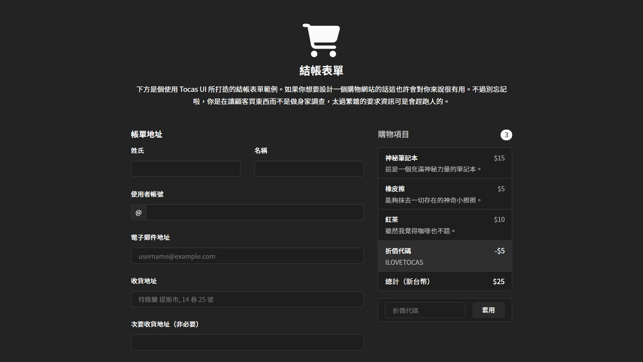 結帳表單
下方是個使用 Tocas UI 所打造的結帳表單範例。如果你想要設計一個購物網站的話這也許會對你來說很有用。不過別忘記
啦，你是在讓顧客買東西而不是做身家調查，太過繁雜的要求資訊可是會趕跑人的。
帳單地址
姓氏
名稱
使用者帳號
@
電子郵件地址
username@example.com
收貨地址
特雞蘭 提斯市, 14 巷 25 號
次要收貨地址（非必要）
購物項目
3
神秘筆記本
$15
這是一個充滿神秘力量的筆記本。
橡皮擦
$5
能夠抹去一切存在的神奇小擦擦。
紅茶
$10
雖然我覺得咖啡也不錯。
折價代碼
-$5
ILOVETOCAS
總計（新台幣）
$25
折價代碼
套用